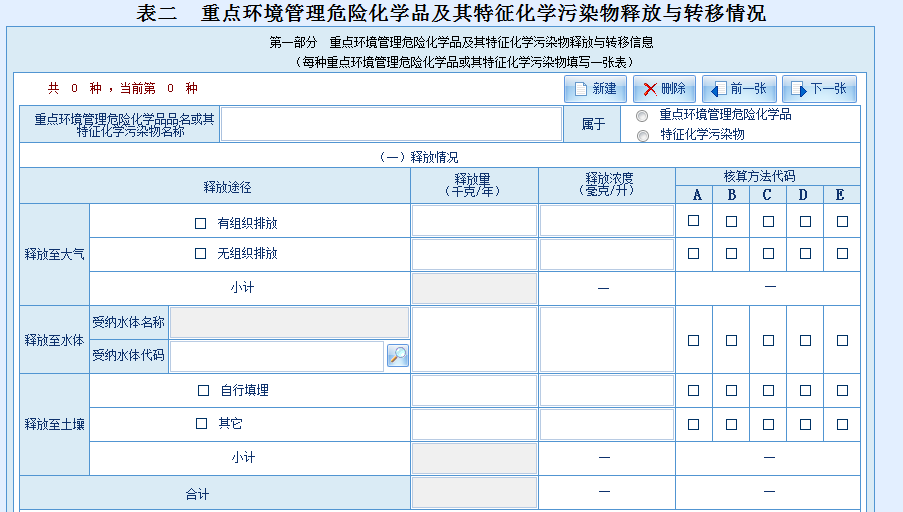 表二 重点环境管理危险化学品及其特征化学污染物释放与转移情况
第一部分 重点环境管理危险化学品及其特征化学污染物释放与转移信息
（每种重点环境管理危险化学品或其特征化学污染物填写一张表）
共 0 种 ，当前第 0 种
新建 删除 前一张 下一张
重点环境管理危险化学品品名或其
特征化学污染物名称
属于
重点环境管理危险化学品
特征化学污染物
（一）释放情况
释放途径
释放量
（千克/年）
释放浓度
（毫克/升）
核算方法代码
A B C D E
释放至大气
有组织排放
无组织排放
小计 — —
释放至水体
受纳水体名称
受纳水体代码
释放至土壤
自行填埋
其它
小计 — —
合计 — —